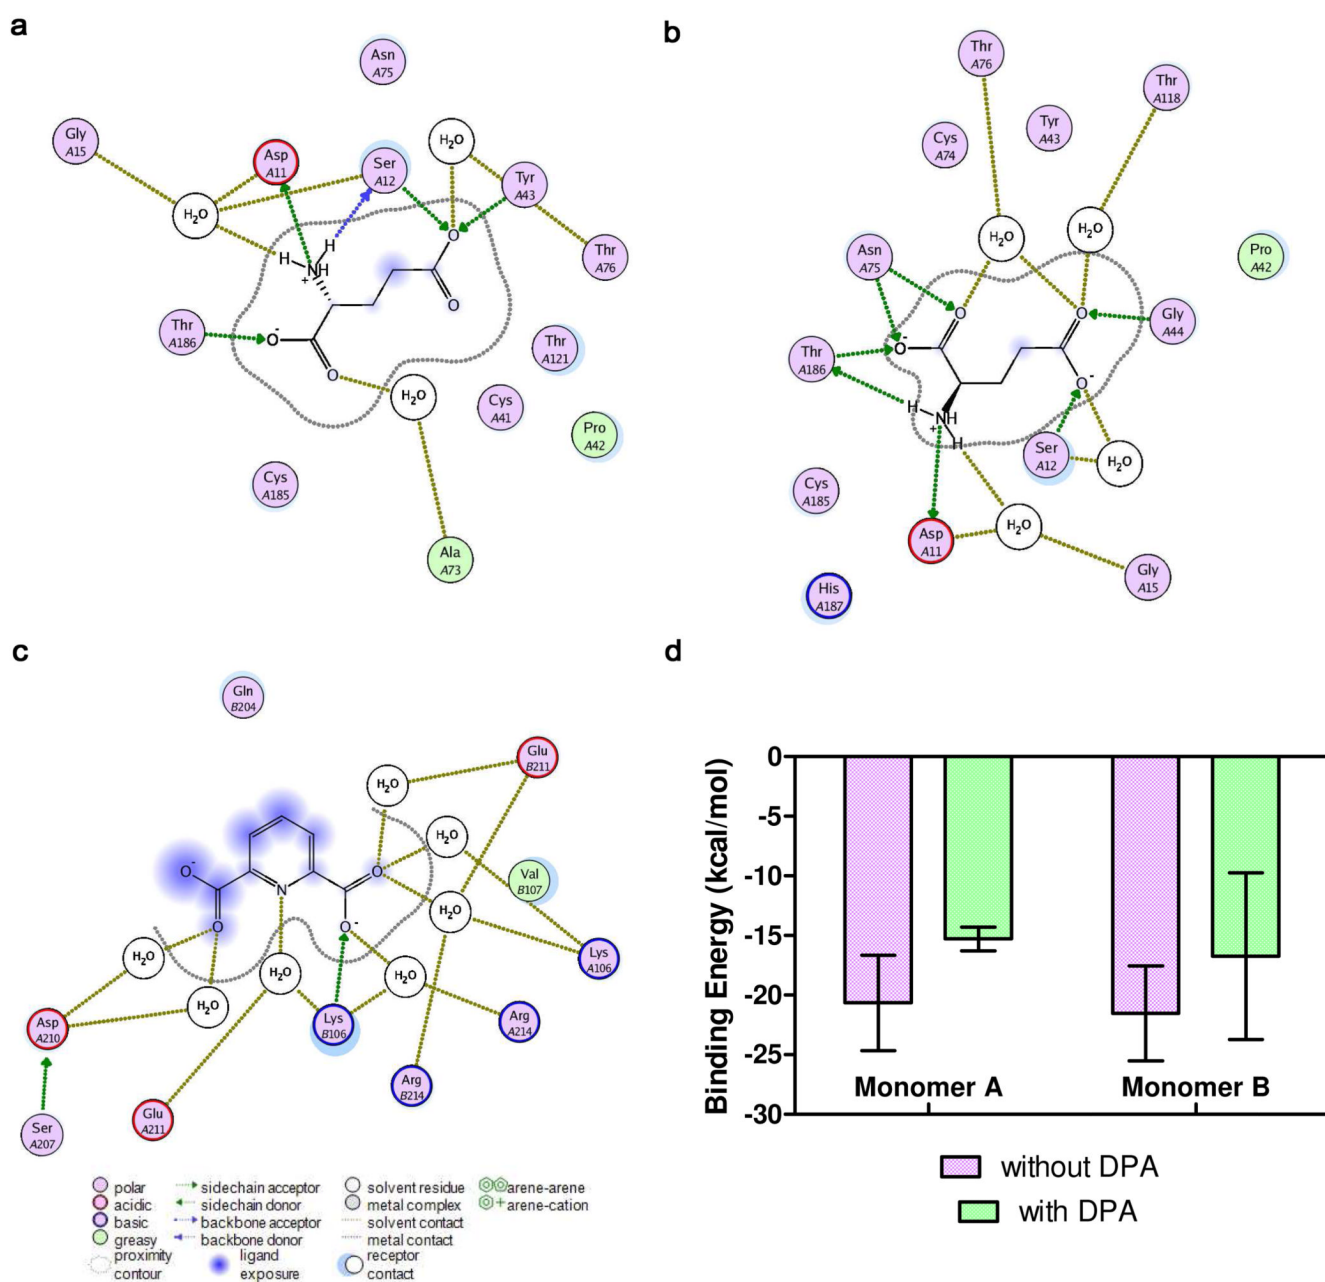 a
Asn
A75
Gly
A15
Asp
A11
Ser
A12
H₂O
Tyr
A43
H₂O
Thr
A76
H
H
N
H
+
O
O
Thr
A186
O-
O
Thr
A121
H₂O
Cys
A41
Pro
A42
Cys
A185
Ala
A73
b
Thr
A76
Thr
A118
Cys
A74
Tyr
A43
H₂O
H₂O
Asn
A75
Pro
A42
O
O
Gly
A44
O-
Thr
A186
O-
H
N
H
+
H
Ser
A12
H₂O
Cys
A185
H₂O
Asp
A11
Gly
A15
His
A187
c
Gln
B204
Glu
B211
H₂O
H₂O
Val
B107
O-
N
O
O
O-
H₂O
H₂O
Lys
A106
H₂O
H₂O
H₂O
Asp
A210
Lys
B106
Arg
A214
Arg
B214
Glu
A211
Ser
A207
polar
acidic
basic
greasy
proximity
contour
sidechain acceptor
sidechain donor
backbone acceptor
backbone donor
ligand
exposure
solvent residue
metal complex
solvent contact
metal contact
receptor
contact
arene-arene
+ arene-cation
d
Binding Energy (kcal/mol)
0
-5
-10
-15
-20
-25
-30
Monomer A
Monomer B
without DPA
with DPA